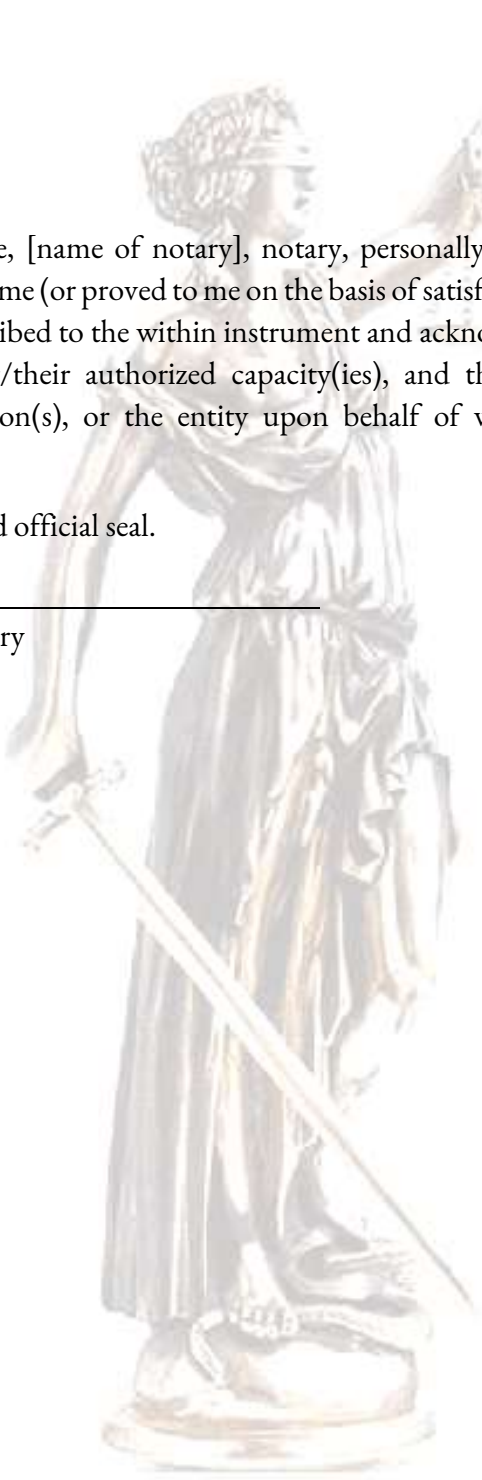 e, [name of notary], notary, personally
me (or proved to me on the basis of satisf
ibed to the within instrument and ackno
/their authorized capacity(ies), and th
on(s), or the entity upon behalf of v
d official seal.
ry